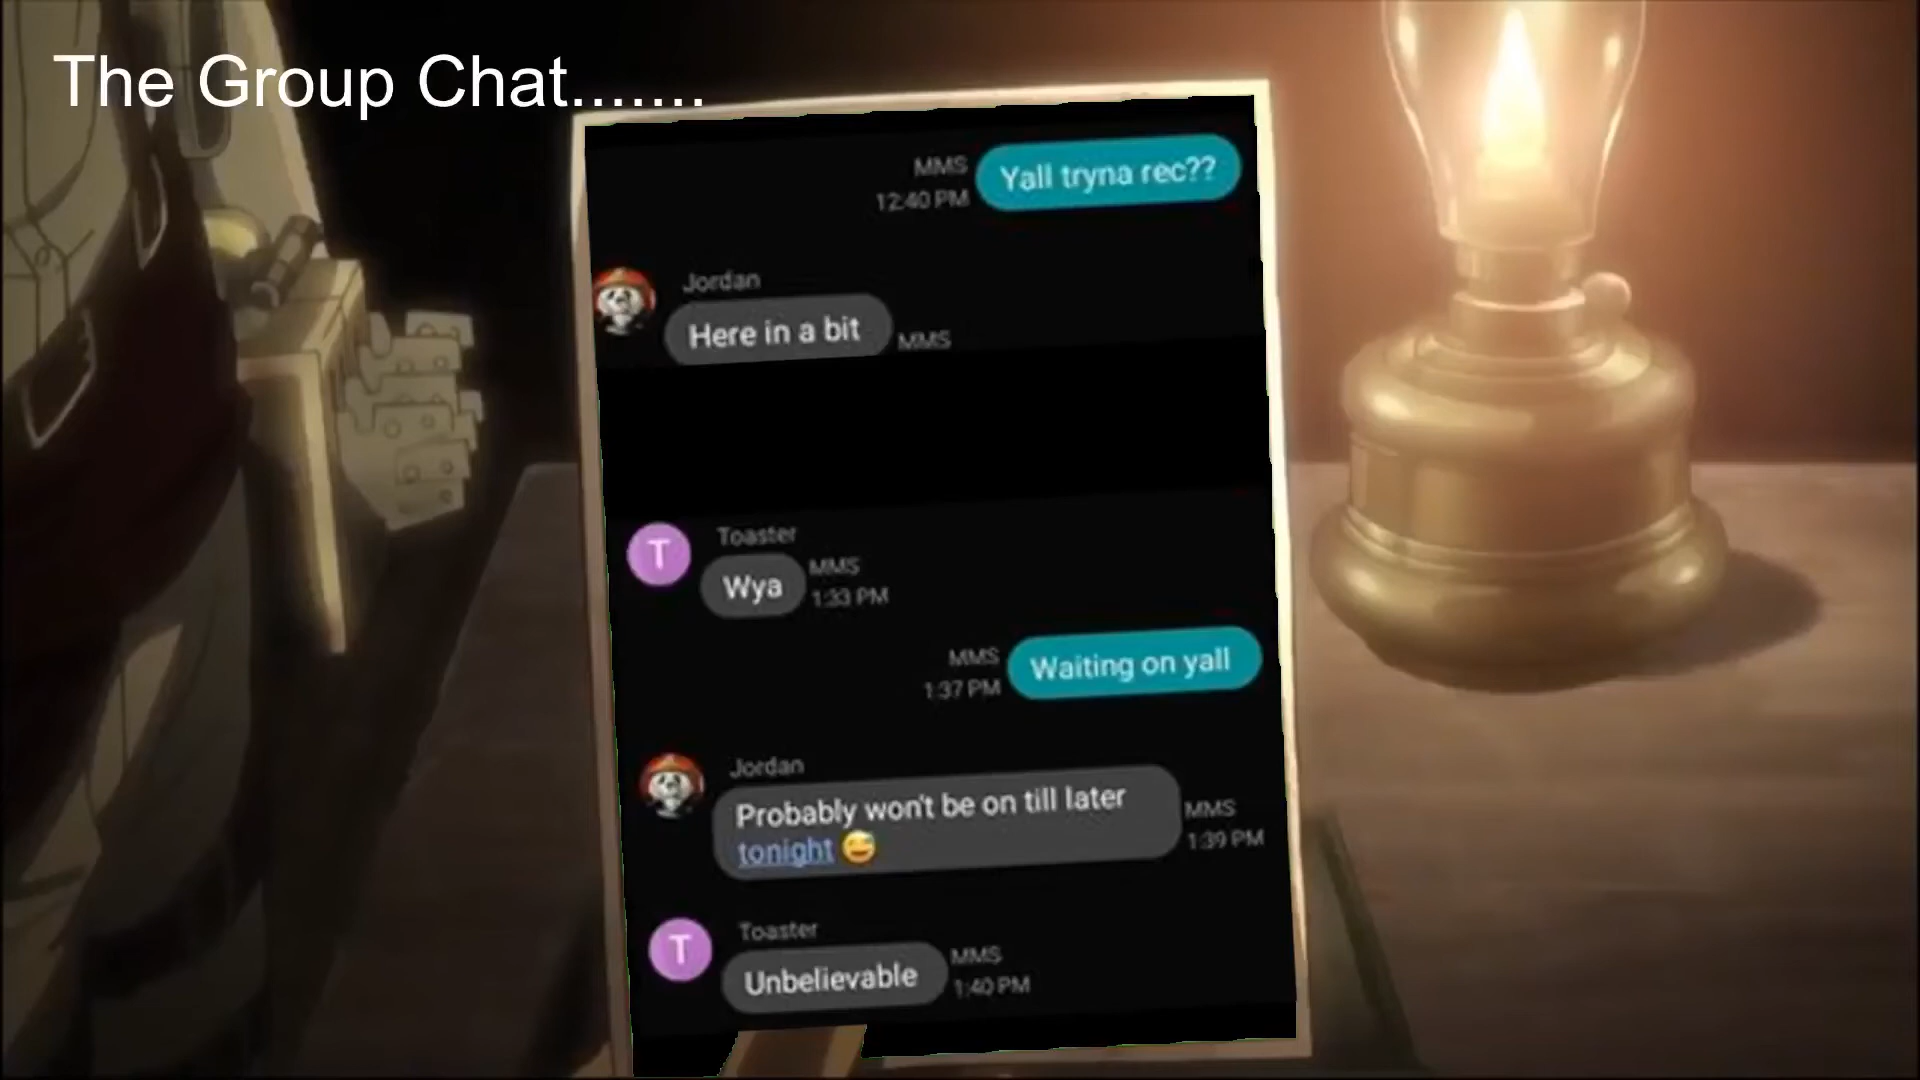 The Group Chat.......
MMS
12:40 PM
Yall tryna rec??
Jordan
Here in a bit
MMS
T
Toaster
Wya
MMS
1:33 PM
MMS
1:37 PM
Waiting on yall
Jordan
Probably won't be on till later
tonight 😅
MMS
1:39 PM
T
Toaster
Unbelievable
MMS
1:40 PM